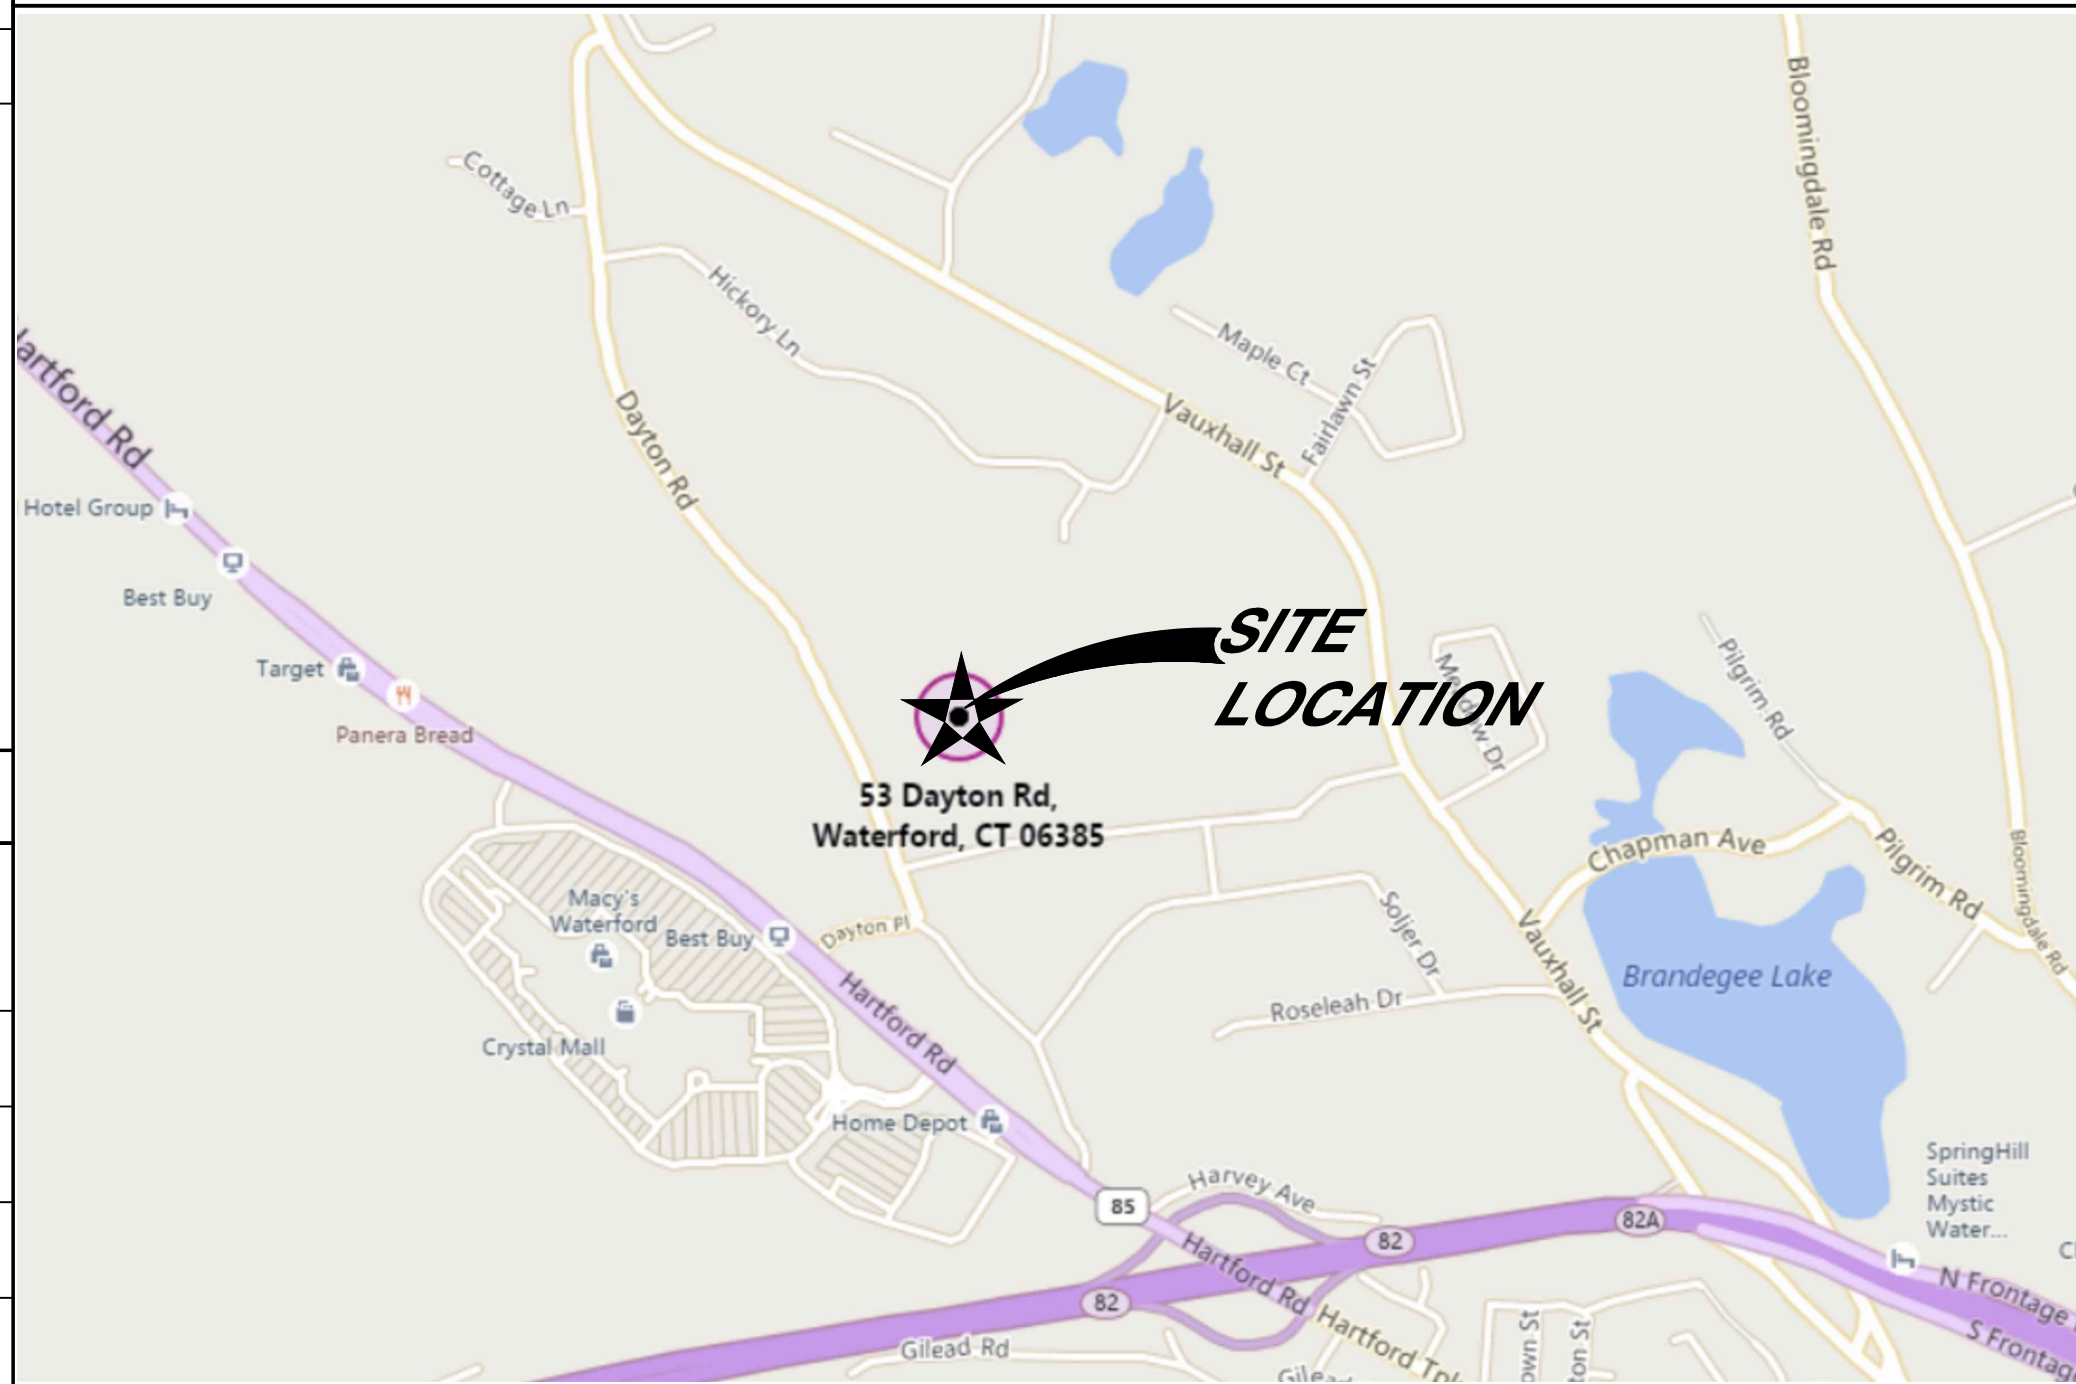 Bloomingdale Rd
Cottage Ln
Hickory Ln
Maple Ct
Fairlawn St
Hartford Rd
Dayton Rd
Vauxhall St
Hotel Group
Best Buy
SITE
LOCATION
Target
Panera Bread
Meadow Dr
Pilgrim Rd
53 Dayton Rd,
Waterford, CT 06385
Chapman Ave
Pilgrim Rd
Bloomingdale Rd
Macy's
Waterford
Best Buy
Dayton Pl
Soljer Dr
Vauxhall St
Brandegee Lake
Hartford Rd
Roseleah Dr
Crystal Mall
Home Depot
SpringHill
Suites
Mystic
Water...
Harvey Ave
85
82A
82
82
Hartford Rd
Hartford Tpk
N Frontage
S Frontag
Gilead Rd
Gilead